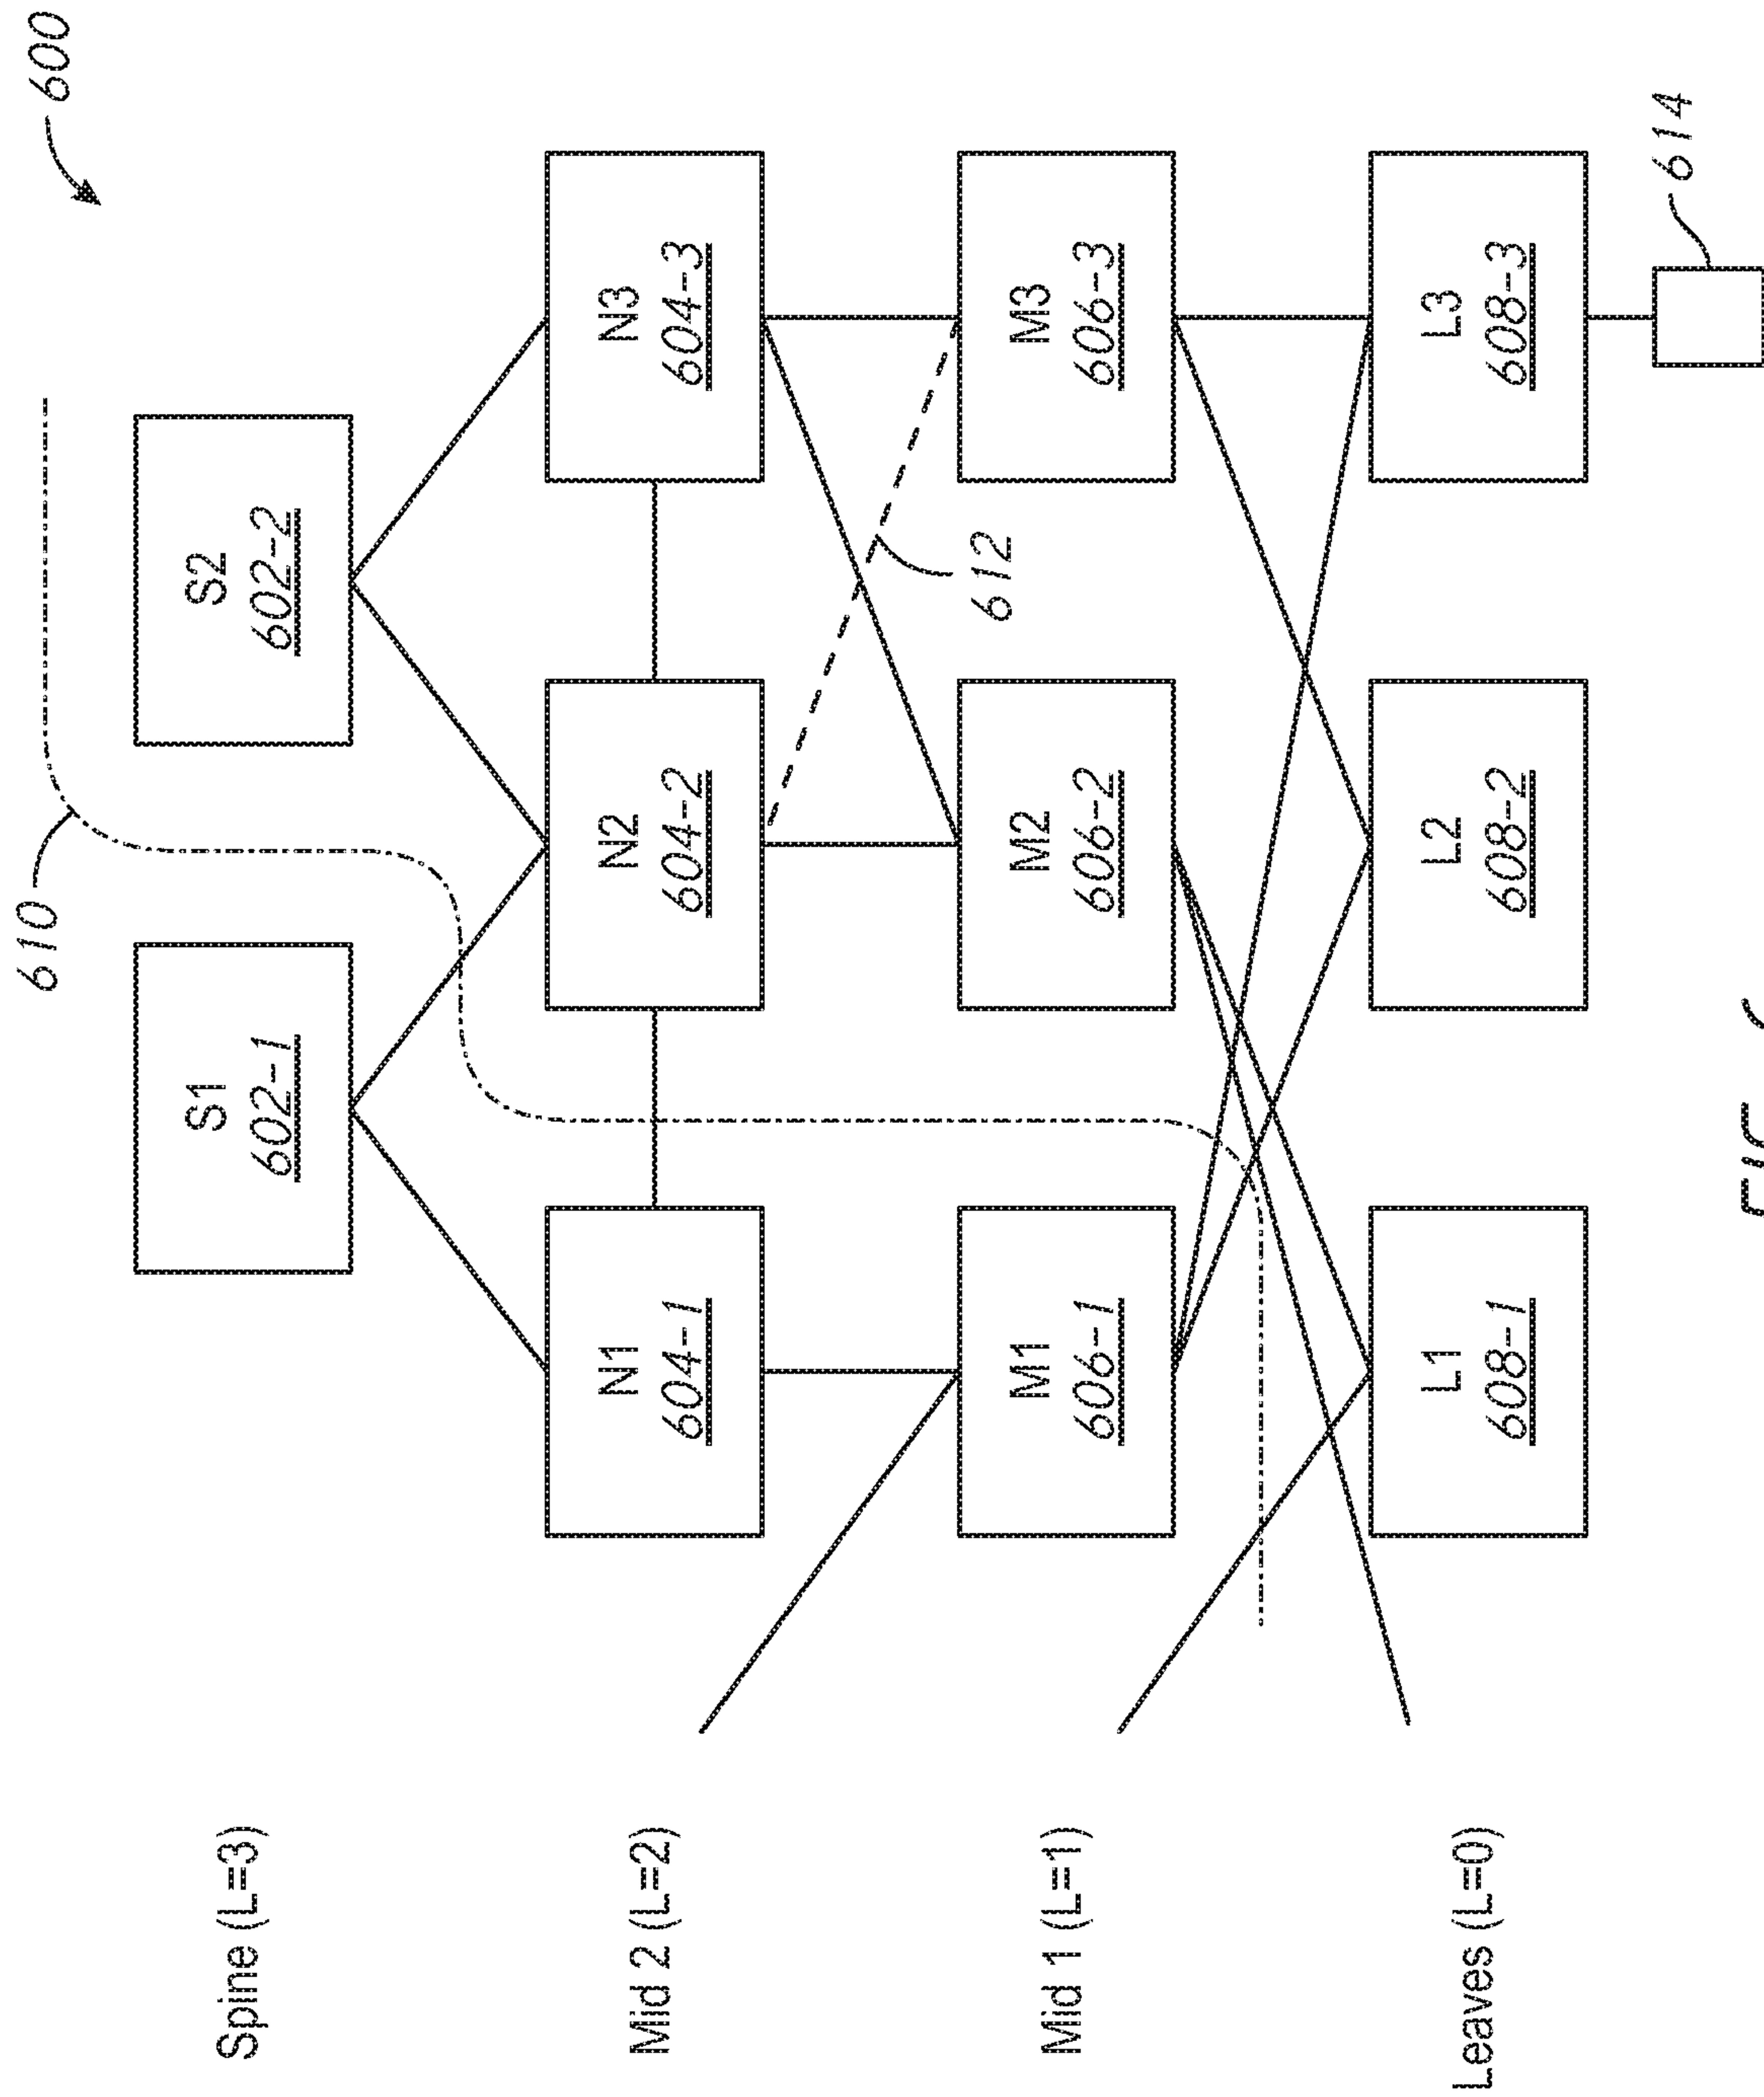 600
610
Spine (L=3)
S1
602-1
S2
602-2
Mid 2 (L=2)
N1
604-1
N2
604-2
N3
604-3
612
Mid 1 (L=1)
M1
606-1
M2
606-2
M3
606-3
Leaves (L=0)
L1
608-1
L2
608-2
L3
608-3
614